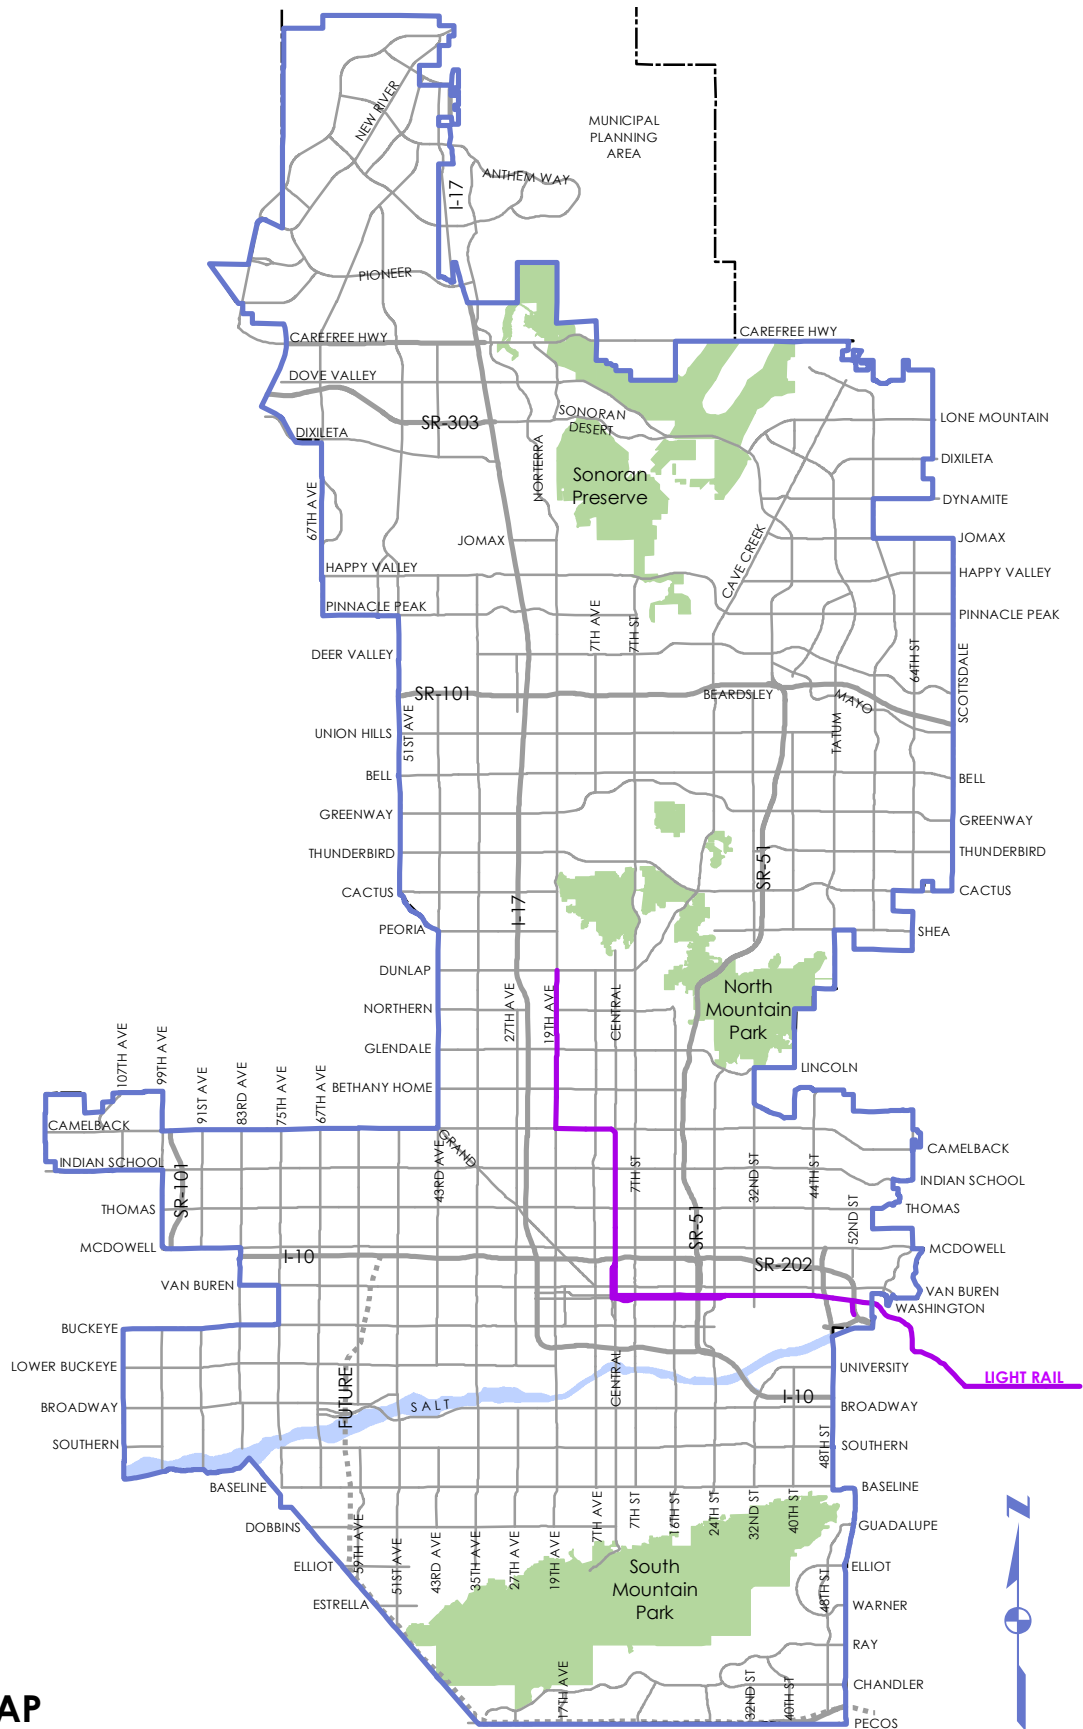 MUNICIPAL
PLANNING
AREA
NEW RIVER
ANTHEM WAY
I-17
PIONEER
CAREFREE HWY
CAREFREE HWY
DOVE VALLEY
SR-303
SONORAN
DESERT
LONE MOUNTAIN
DIXILETA
DIXILETA
NORTERRA
Sonoran
Preserve
67TH AVE
DYNAMITE
JOMAX
JOMAX
CAVE CREEK
HAPPY VALLEY
HAPPY VALLEY
PINNACLE PEAK
PINNACLE PEAK
7TH AVE
7TH ST
64TH ST
DEER VALLEY
SCOTTSDALE
SR-101
BEARDSLEY
MAYO
51ST AVE
TATUM
UNION HILLS
BELL
BELL
GREENWAY
GREENWAY
THUNDERBIRD
THUNDERBIRD
SR-51
CACTUS
CACTUS
I-17
PEORIA
SHEA
DUNLAP
North
Mountain
Park
NORTHERN
27TH AVE
19TH AVE
CENTRAL
GLENDALE
LINCOLN
BETHANY HOME
107TH AVE
99TH AVE
91ST AVE
83RD AVE
75TH AVE
67TH AVE
CAMELBACK
CAMELBACK
GRAND
43RD AVE
INDIAN SCHOOL
INDIAN SCHOOL
SR-101
7TH ST
32ND ST
44TH ST
52ND ST
THOMAS
THOMAS
SR-51
MCDOWELL
MCDOWELL
I-10
SR-202
VAN BUREN
VAN BUREN
WASHINGTON
BUCKEYE
LOWER BUCKEYE
UNIVERSITY
LIGHT RAIL
CENTRAL
FUTURE
SALT
I-10
BROADWAY
BROADWAY
SOUTHERN
SOUTHERN
48TH ST
BASELINE
BASELINE
7TH AVE
7TH ST
16TH ST
24TH ST
32ND ST
40TH ST
DOBBINS
GUADALUPE
59TH AVE
51ST AVE
43RD AVE
35TH AVE
27TH AVE
19TH AVE
ELLIOT
ELLIOT
South
Mountain
Park
48TH ST
ESTRELLA
WARNER
RAY
17TH AVE
32ND ST
40TH ST
CHANDLER
PECOS
N
AP